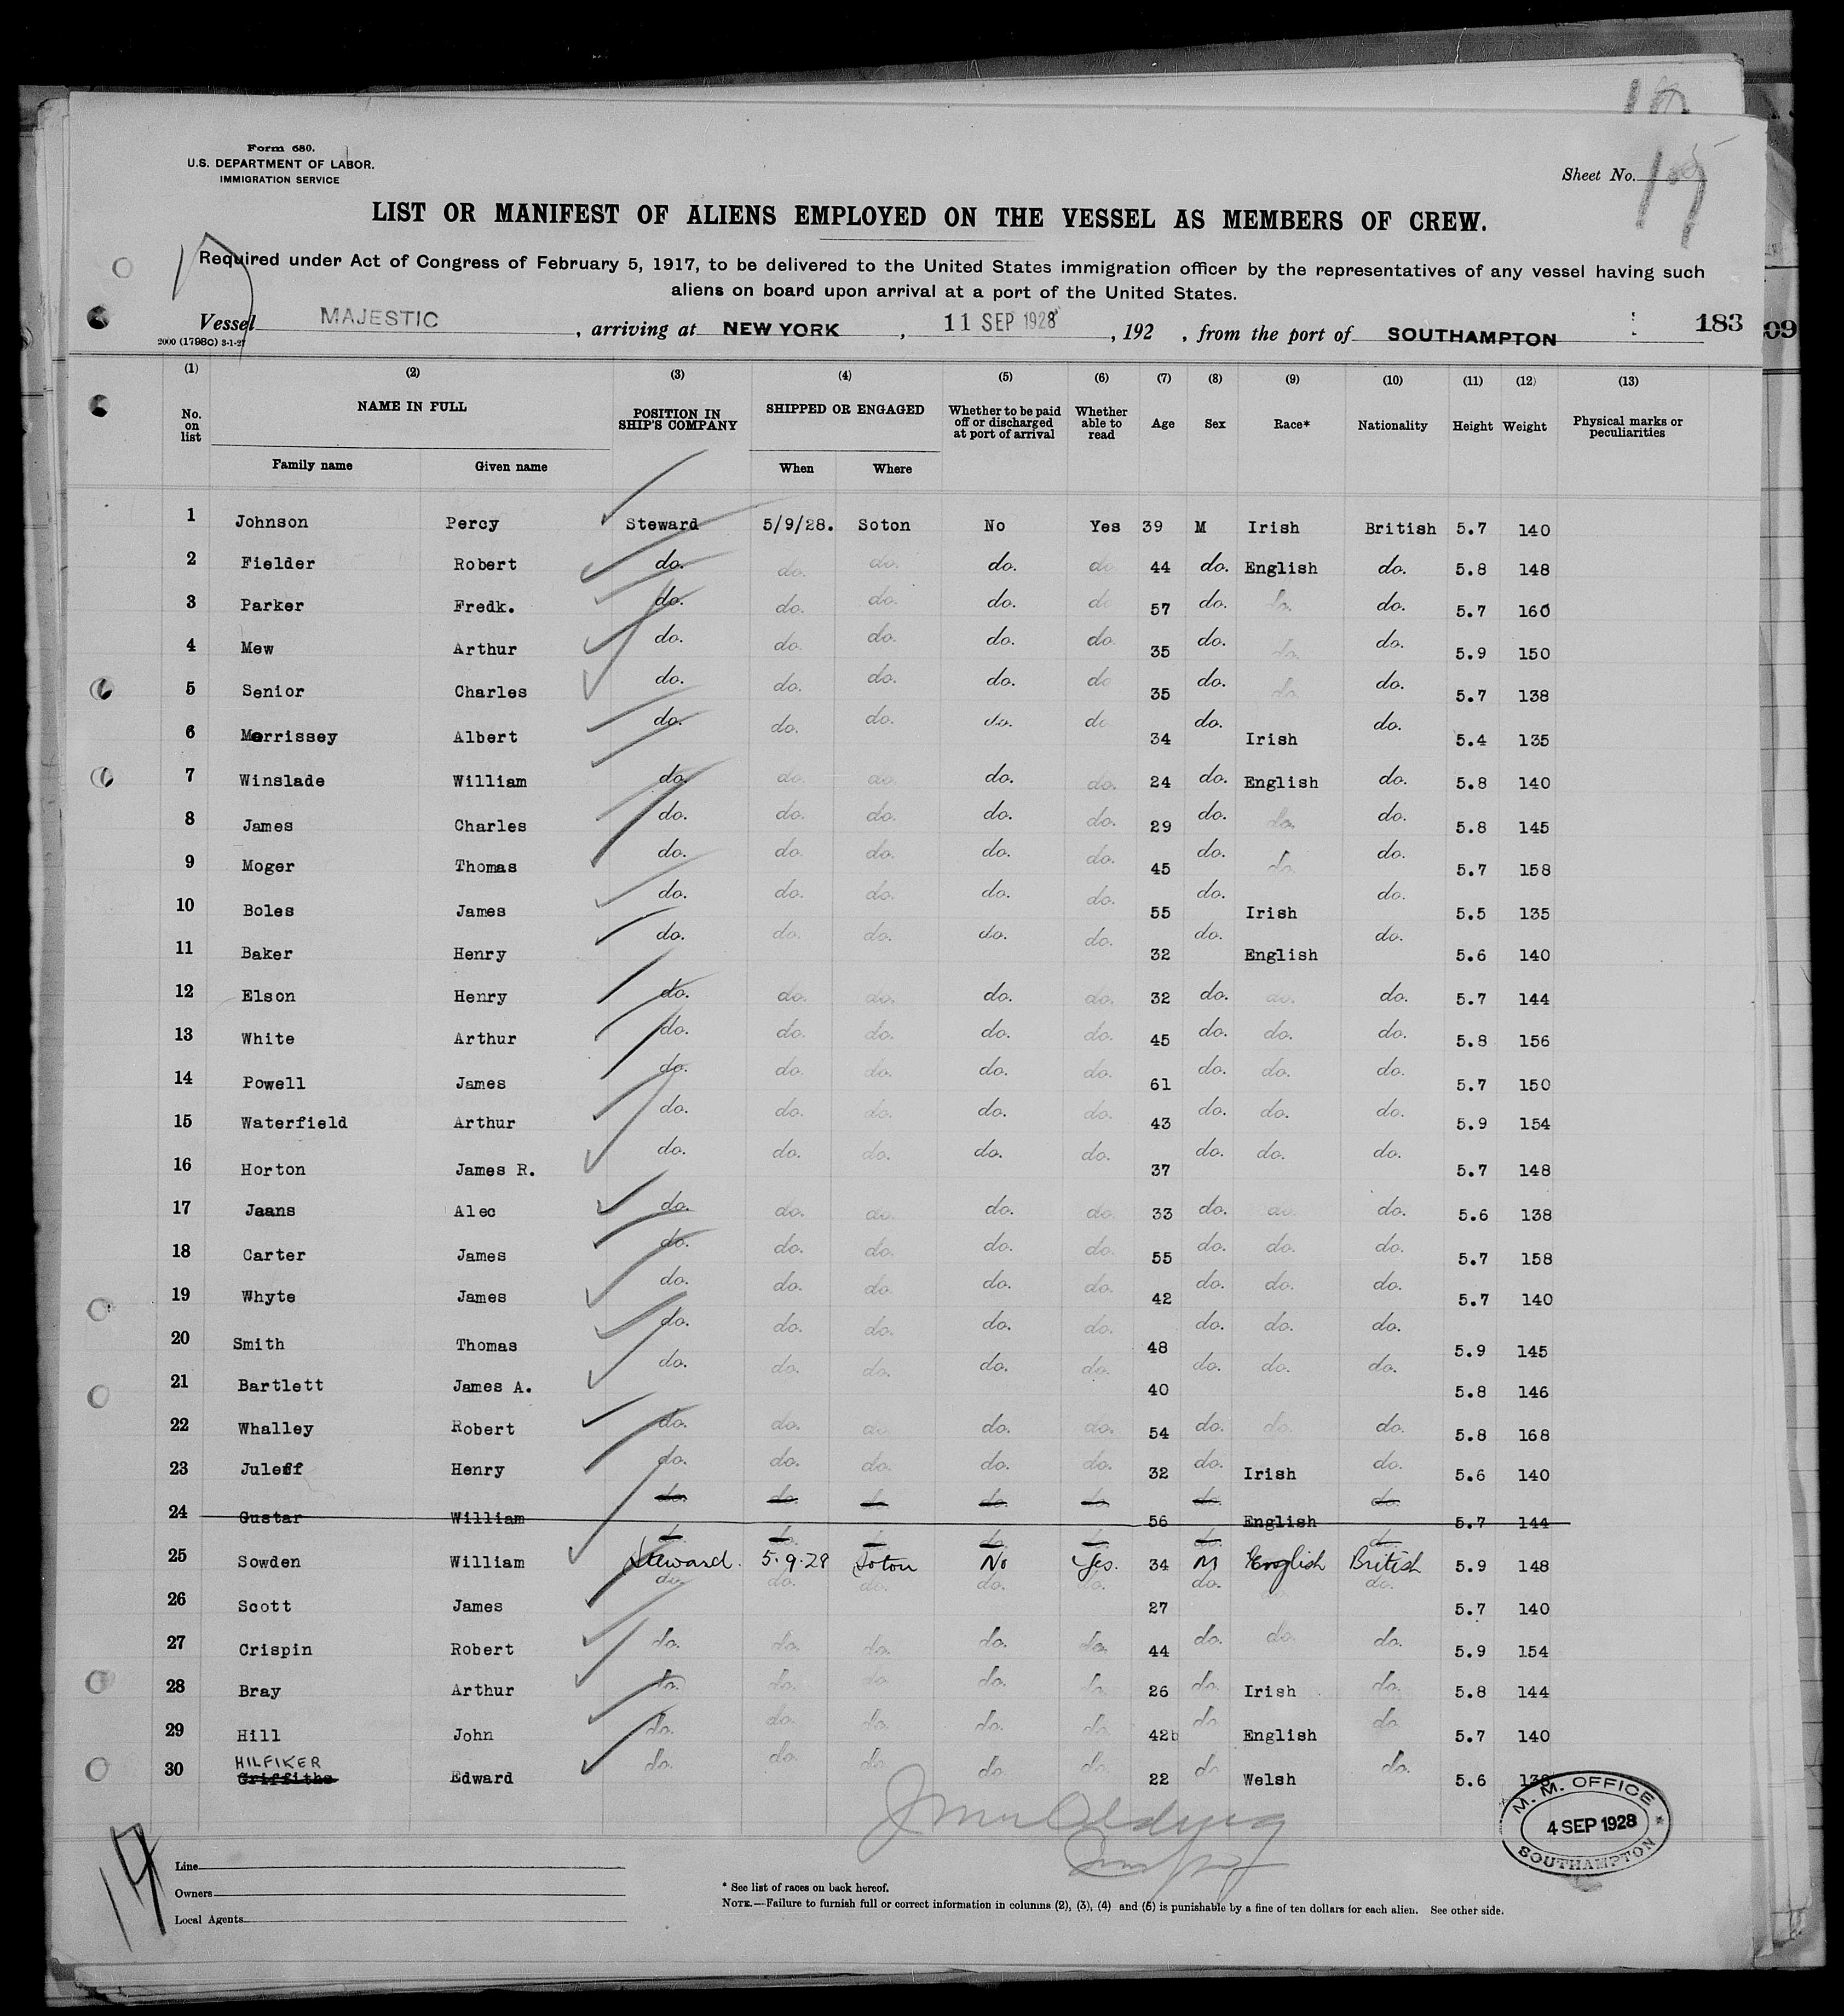 Form 680.
U.S. DEPARTMENT OF LABOR.
IMMIGRATION SERVICE
Sheet No.
LIST OR MANIFEST OF ALIENS EMPLOYED ON THE VESSEL AS MEMBERS OF CREW.
Required under Act of Congress of February 5, 1917, to be delivered to the United States immigration officer by the representatives of any vessel having such
aliens on board upon arrival at a port of the United States.
Vessel MAJESTIC, arriving at NEW YORK, 11 SEP 1928, 192 , from the port of SOUTHAMPTON 183 09
2000 (1798c) 3-1-27
(1) (2) (3) (4) (5) (6) (7) (8) (9) (10) (11) (12) (13)
No. on list NAME IN FULL POSITION IN SHIP'S COMPANY SHIPPED OR ENGAGED Whether to be paid off or discharged at port of arrival Whether able to read Age Sex Race* Nationality Height Weight Physical marks or peculiarities
Family name Given name When Where
1 Johnson Percy Steward 5/9/28. Soton No Yes 39 M Irish British 5.7 140
2 Fielder Robert do. do. do. do. do 44 do. English do. 5.8 148
3 Parker Fredk. do. do. do. do. do 57 do. do. do. 5.7 160
4 Mew Arthur do. do. do. do. do. 35 do. do. do. 5.9 150
5 Senior Charles do. do. do. do. do 35 do. do. do. 5.7 138
6 Morrissey Albert do. do. do. do. do 34 do. Irish do. 5.4 135
7 Winslade William do. do. do. do. do. 24 do. English do. 5.8 140
8 James Charles do. do. do. do. do. 29 do. do. do. 5.8 145
9 Moger Thomas do. do. do. do. do. 45 do. do. do. 5.7 158
10 Boles James do. do. do. do. do. 55 do. Irish do. 5.5 135
11 Baker Henry do. do. do. do. do. 32 do. English do. 5.6 140
12 Elson Henry do. do. do. do. do. 32 do. do. do. 5.7 144
13 White Arthur do. do. do. do. do. 45 do. do. do. 5.8 156
14 Powell James do. do. do. do. do. 61 do. do. do. 5.7 150
15 Waterfield Arthur do. do. do. do. do. 43 do. do. do. 5.9 154
16 Horton James R. do. do. do. do. do. 37 do. do. do. 5.7 148
17 Jaans Alec do. do. do. do. do. 33 do. do. do. 5.6 138
18 Carter James do. do. do. do. do. 55 do. do. do. 5.7 158
19 Whyte James do. do. do. do. do. 42 do. do. do. 5.7 140
20 Smith Thomas do. do. do. do. do. 48 do. do. do. 5.9 145
21 Bartlett James A. do. do. do. do. do. 40 do. do. do. 5.8 146
22 Whalley Robert do. do. do. do. do. 54 do. do. do. 5.8 168
23 Juleff Henry do. do. do. do. do. 32 do. Irish do. 5.6 140
24 Gustar William do. do. do. do. do. 56 do. English do. 5.7 144
25 Sowden William Steward. 5.9.28 Soton No Yes. 34 M English British 5.9 148
26 Scott James do. do. do. do. do. 27 do. do. 5.7 140
27 Crispin Robert do. do. do. do. do. 44 do. do. do. 5.9 154
28 Bray Arthur do. do. do. do. do. 26 do. Irish do. 5.8 144
29 Hill John do. do. do. do. do. 42b do English do. 5.7 140
HILFIKER
30 Griffiths Edward do. do. do. do. do. 22 do Welsh do. 5.6 138
M. M. OFFICE
4 SEP 1928
SOUTHAMPTON
Line
Owners
Local Agents
* See list of races on back hereof.
NOTE.—Failure to furnish full or correct information in columns (2), (3), (4) and (5) is punishable by a fine of ten dollars for each alien. See other side.